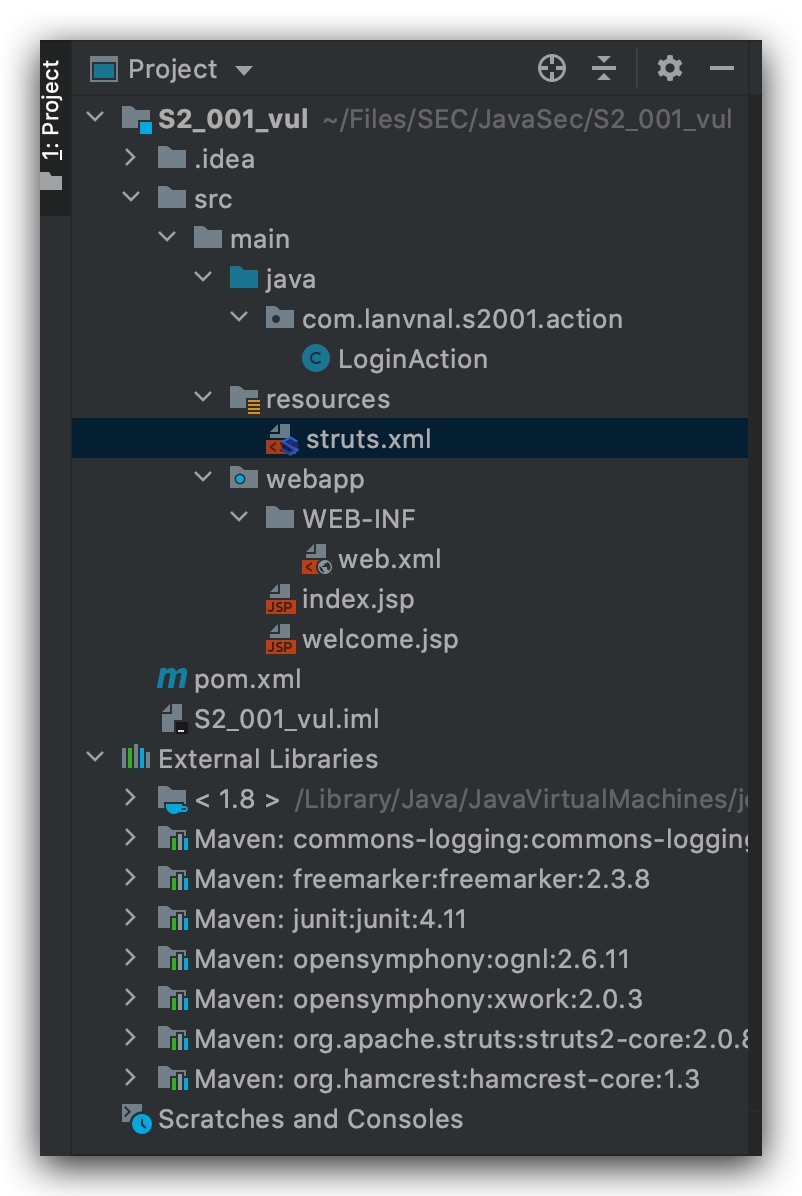 1: Project
Project
S2_001_vul ~/Files/SEC/JavaSec/S2_001_vul
.idea
src
main
java
com.lanvnal.s2001.action
C LoginAction
resources
struts.xml
webapp
WEB-INF
web.xml
JSP index.jsp
JSP welcome.jsp
m pom.xml
S2_001_vul.iml
External Libraries
< 1.8 > /Library/Java/JavaVirtualMachines/j
Maven: commons-logging:commons-logging
Maven: freemarker:freemarker:2.3.8
Maven: junit:junit:4.11
Maven: opensymphony:ognl:2.6.11
Maven: opensymphony:xwork:2.0.3
Maven: org.apache.struts:struts2-core:2.0.8
Maven: org.hamcrest:hamcrest-core:1.3
Scratches and Consoles